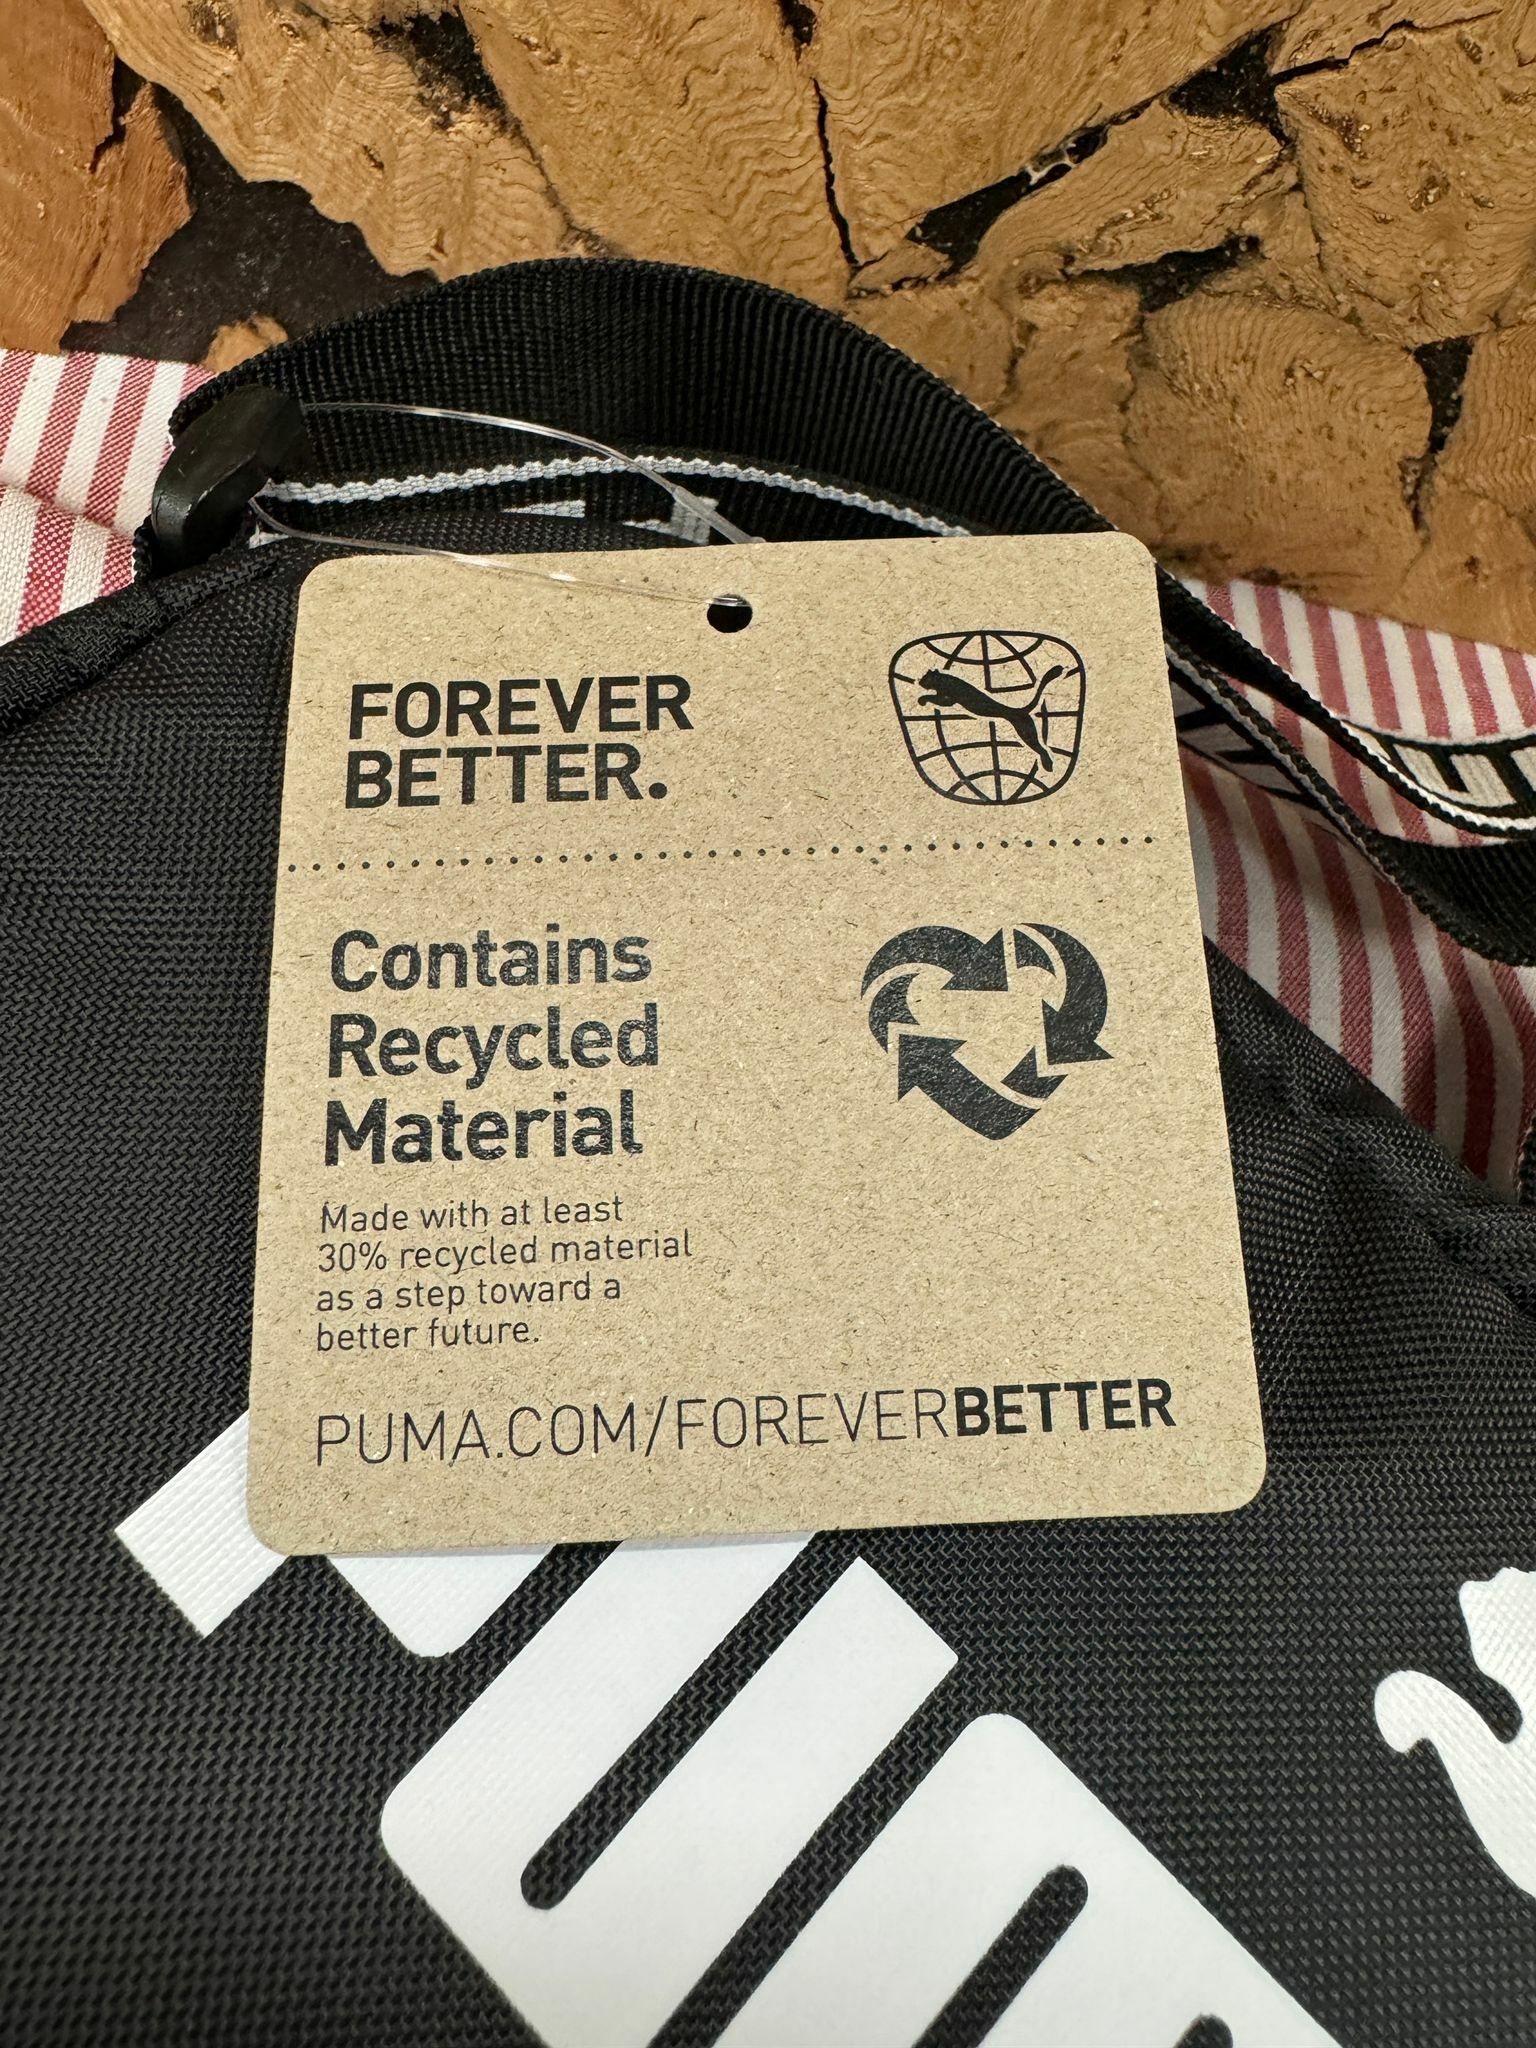 FOREVER
BETTER.
Contains
Recycled
Material
Made with at least
30% recycled material
as a step toward a
better future.
PUMA.COM/FOREVERBETTER